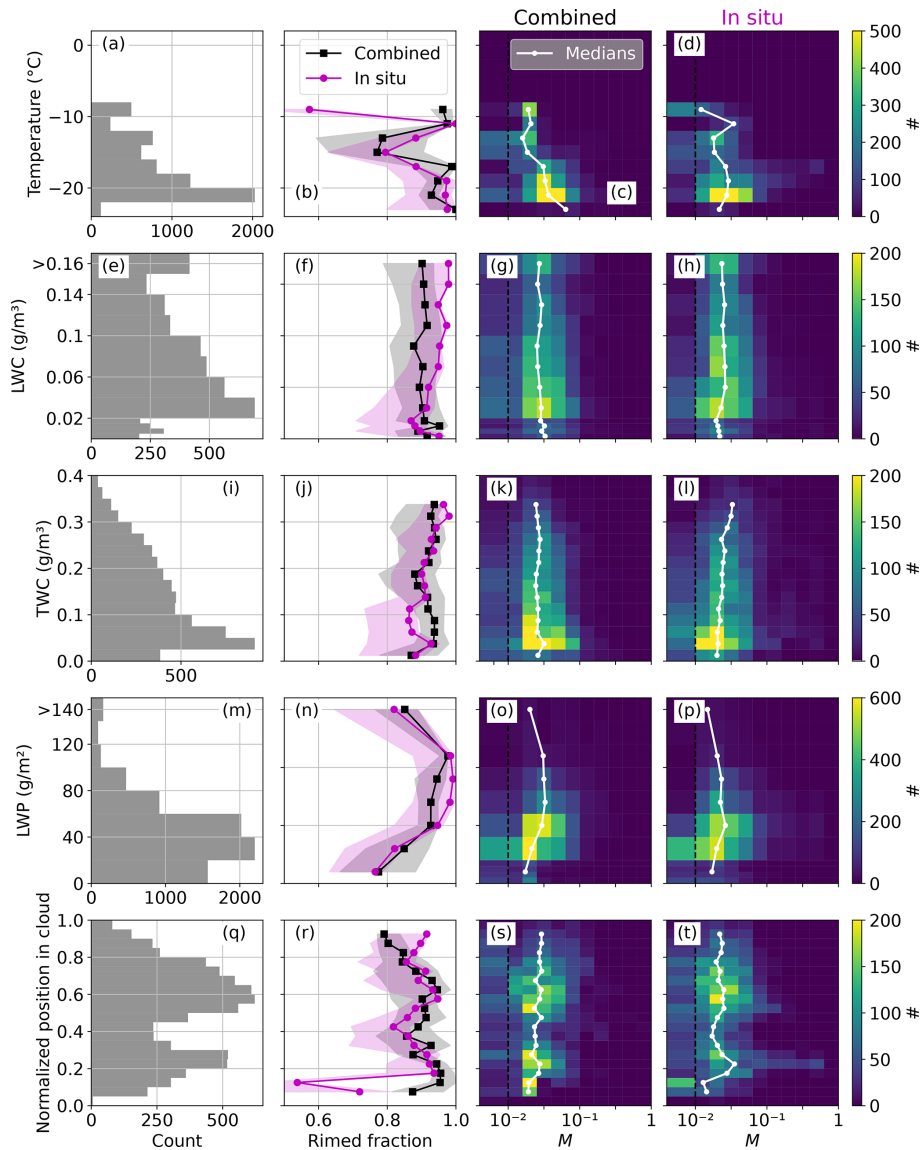 Combined In situ
(a) (b) Combined In situ (c) Medians (d)
Temperature (°C)
0
−10
−20
0 1000 2000
500
400
300
200
100
0
#
(e) (f) (g) (h)
LWC (g/m³)
>0.16
0.14
0.1
0.06
0.02
0 250 500
200
150
100
50
0
#
(i) (j) (k) (l)
TWC (g/m³)
0.4
0.3
0.2
0.1
0.0
500
200
150
100
50
0
#
(m) (n) (o) (p)
LWP (g/m²)
>140
120
80
40
0
0 1000 2000
600
400
200
0
#
(q) (r) (s) (t)
Normalized position in cloud
1.0
0.8
0.6
0.4
0.2
0.0
0 250 500
0.6 0.8 1.0
10⁻² 10⁻¹ 1
10⁻² 10⁻¹ 1
200
150
100
50
0
#
Count Rimed fraction M M